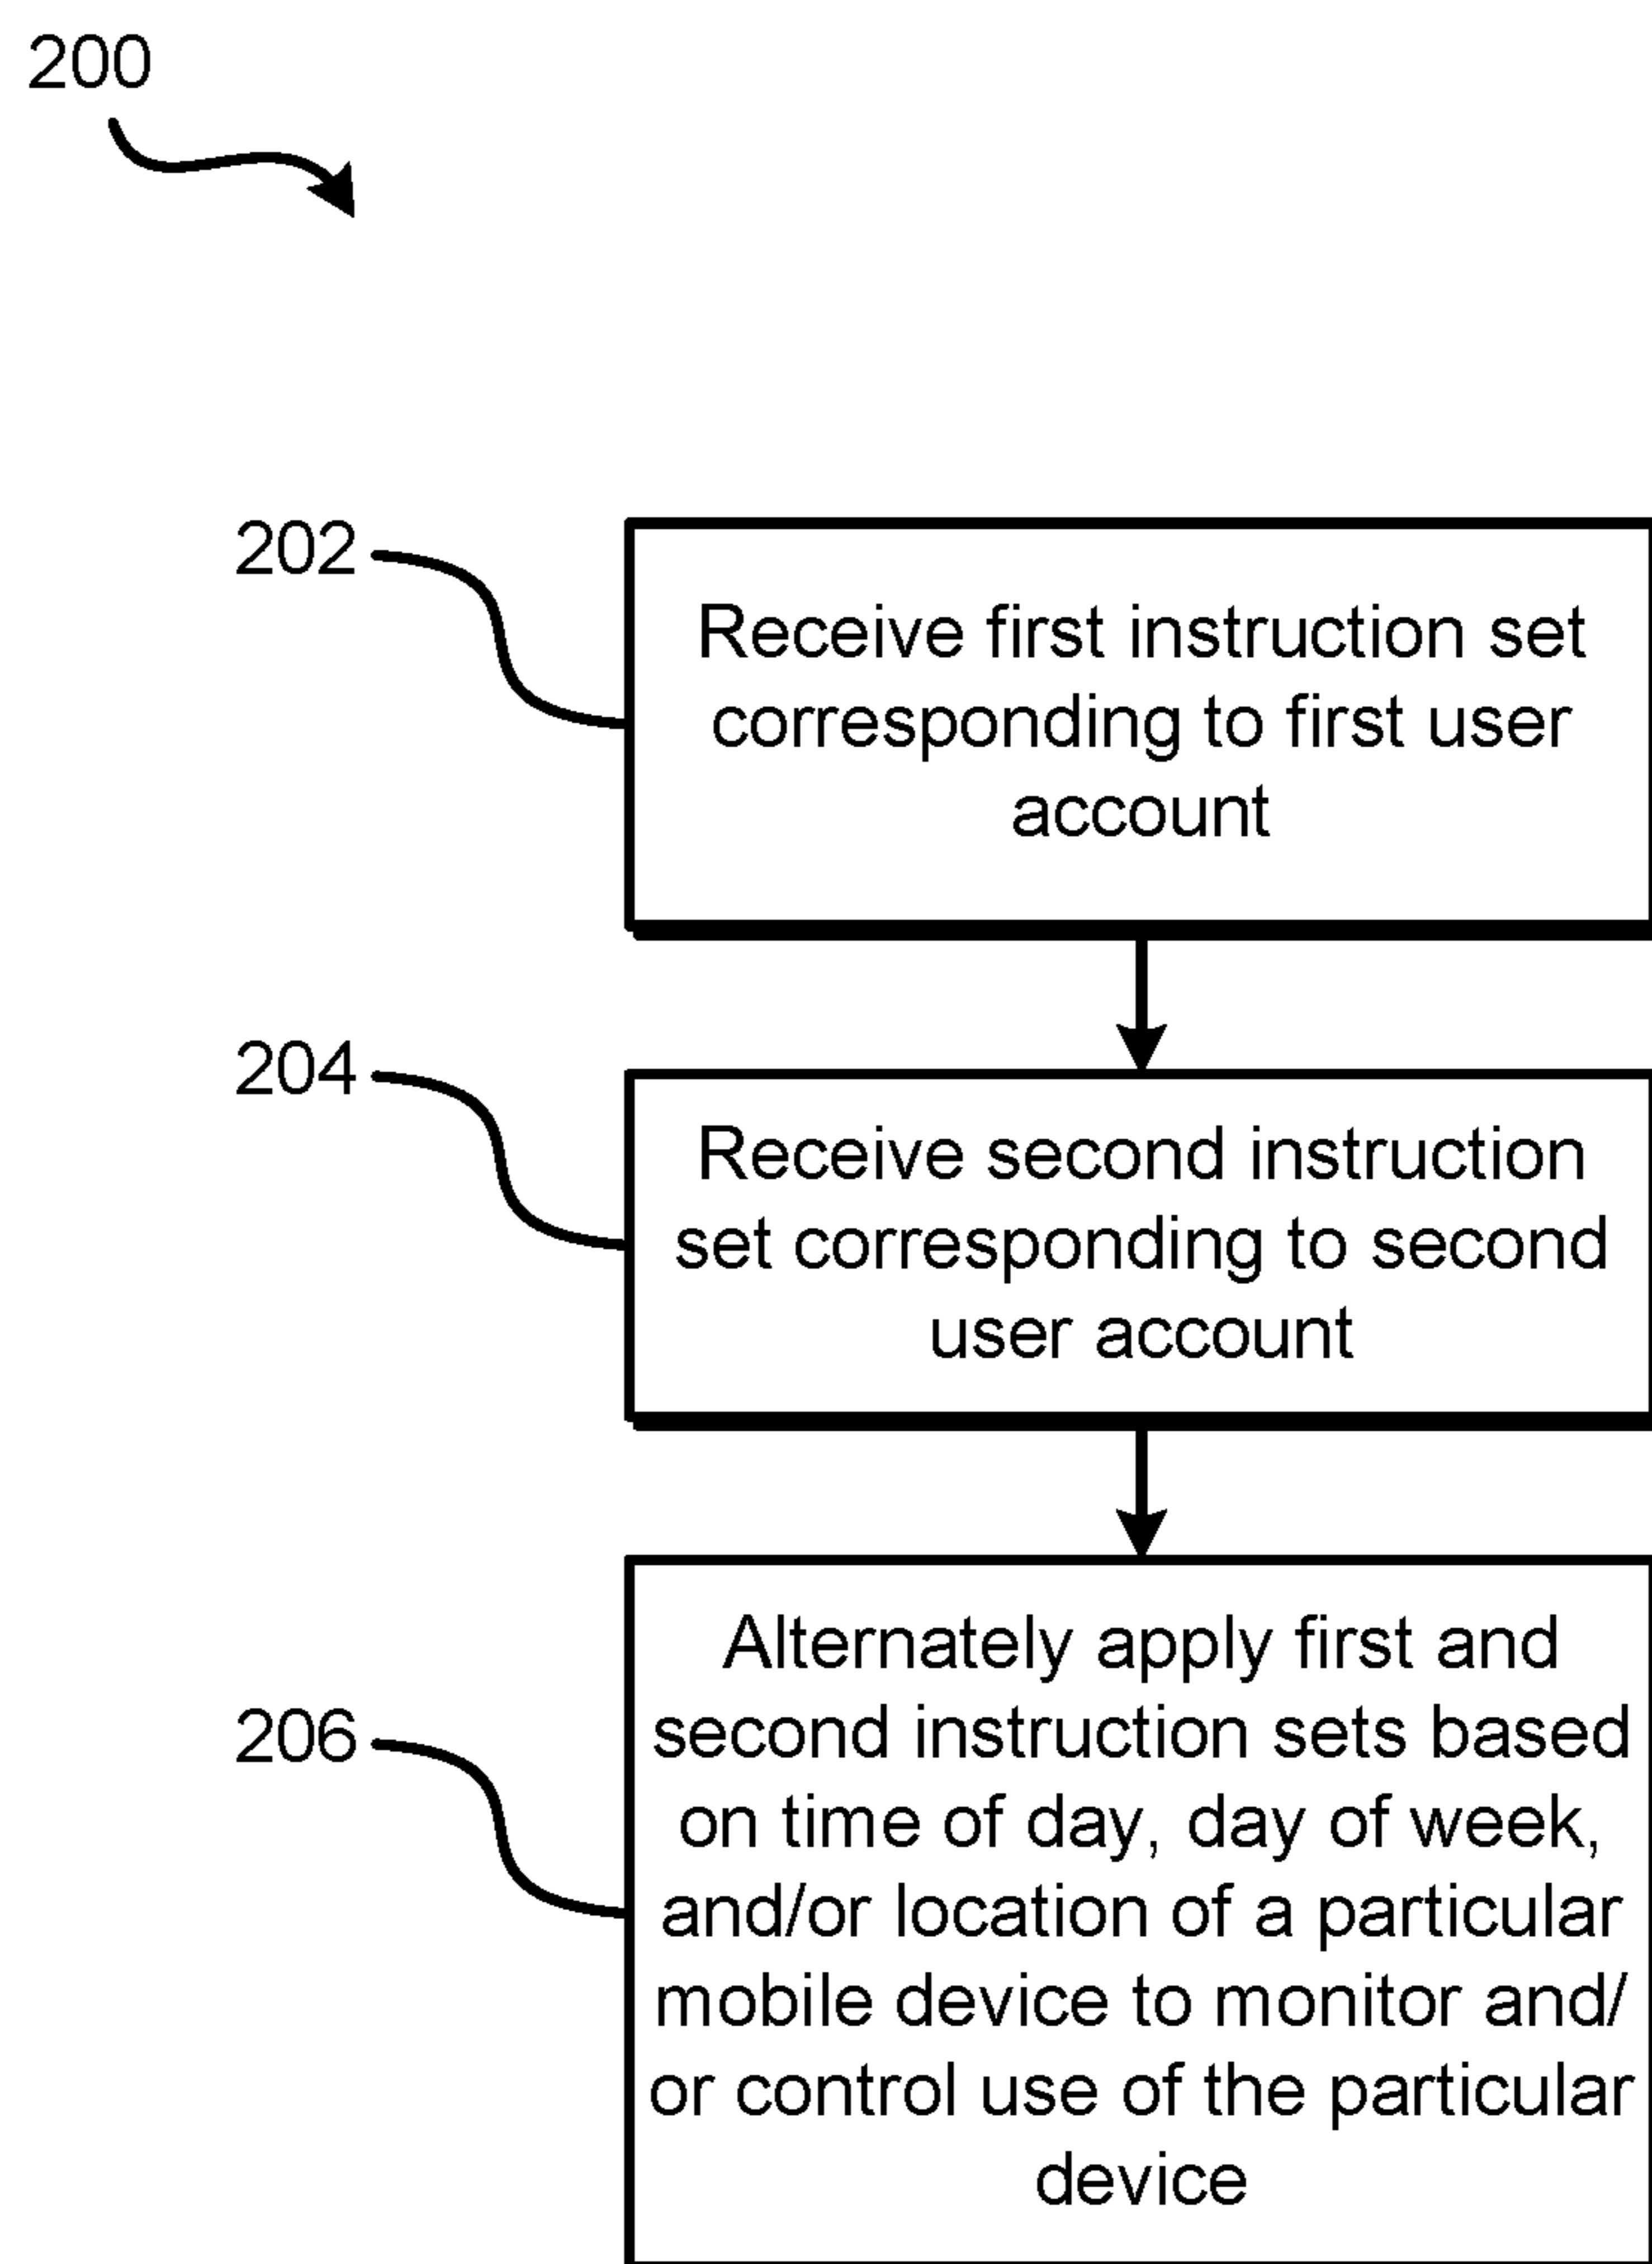 200
202
Receive first instruction set
corresponding to first user
account
204
Receive second instruction
set corresponding to second
user account
206
Alternately apply first and
second instruction sets based
on time of day, day of week,
and/or location of a particular
mobile device to monitor and/
or control use of the particular
device